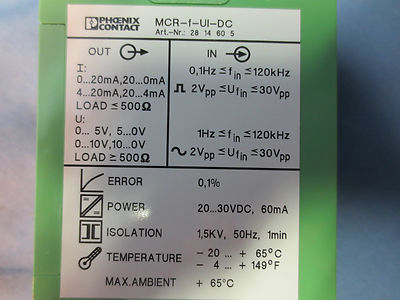 PHŒNIX CONTACT MCR-f-UI-DC
Art.-Nr.: 28 14 60 5
OUT IN
I:
0...20mA,20...0mA
4...20mA,20...4mA
LOAD ≤ 500Ω
U:
0... 5V, 5...0V
0...10V,10...0V
LOAD ≥ 500Ω
0,1Hz ≤ fin ≤ 120kHz
2Vpp ≤ Ufin ≤ 30Vpp
1Hz ≤ fin ≤ 120kHz
2Vpp ≤ Ufin ≤ 30Vpp
ERROR 0,1%
POWER 20...30VDC, 60mA
ISOLATION 1,5KV, 50Hz, 1min
TEMPERATURE - 20 ... + 65°C
- 4 ... + 149°F
MAX.AMBIENT + 65°C